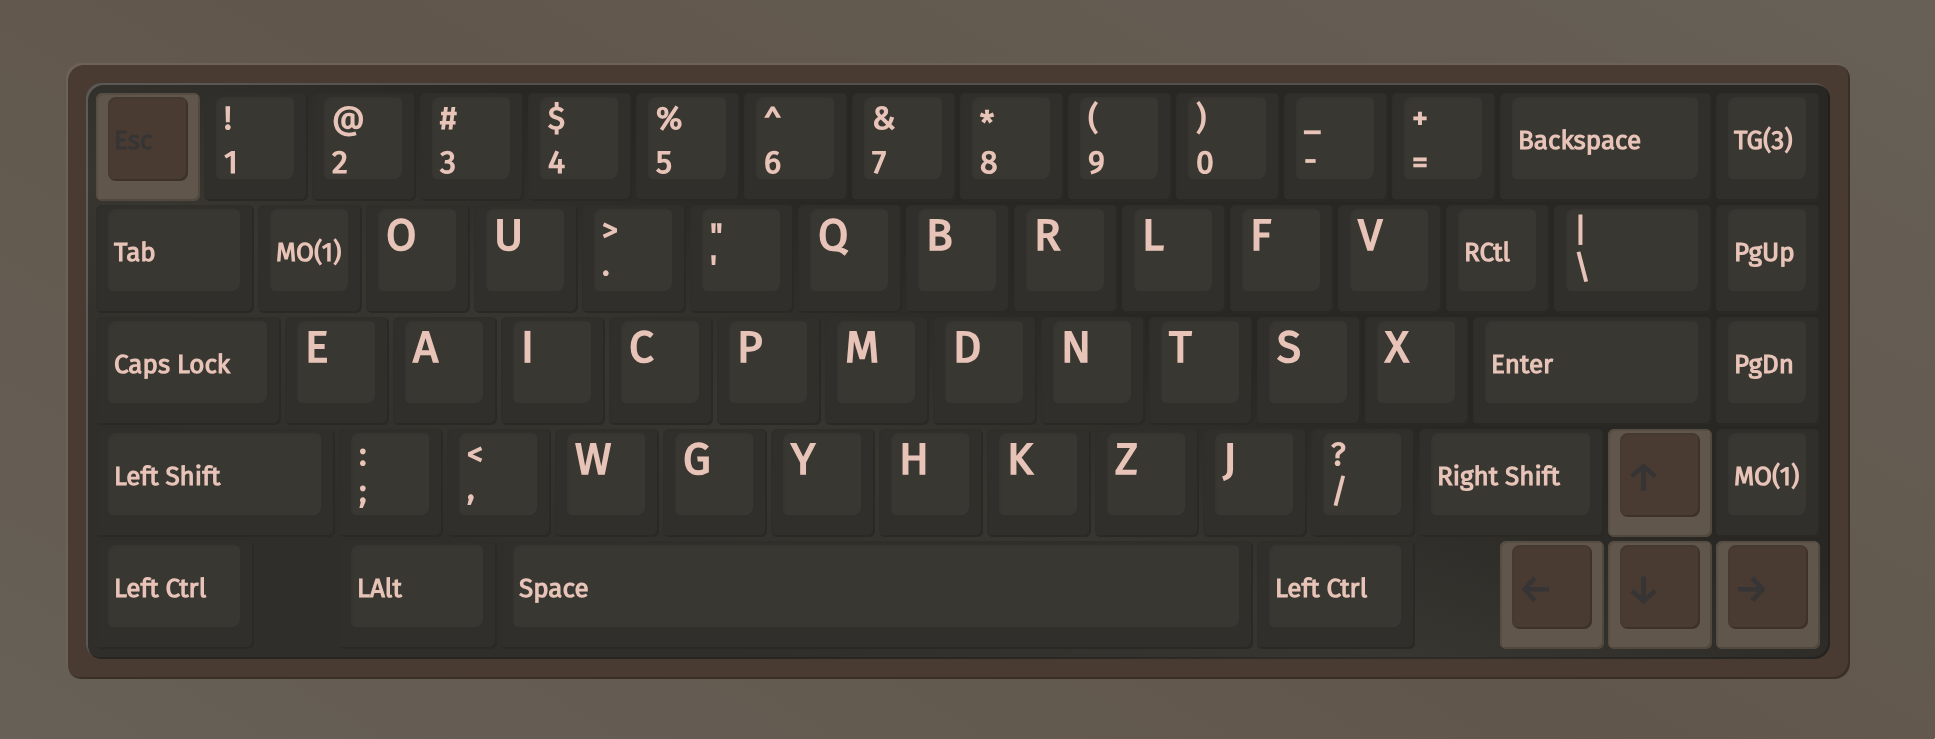 Esc ! 1 @ 2 # 3 $ 4 % 5 ^ 6 & 7 * 8 ( 9 ) 0 _ - + = Backspace TG(3)
Tab MO(1) O U > . " ' Q B R L F V RCtl | \ PgUp
Caps Lock E A I C P M D N T S X Enter PgDn
Left Shift : ; < , W G Y H K Z J ? / Right Shift ↑ MO(1)
Left Ctrl LAlt Space Left Ctrl ← ↓ →